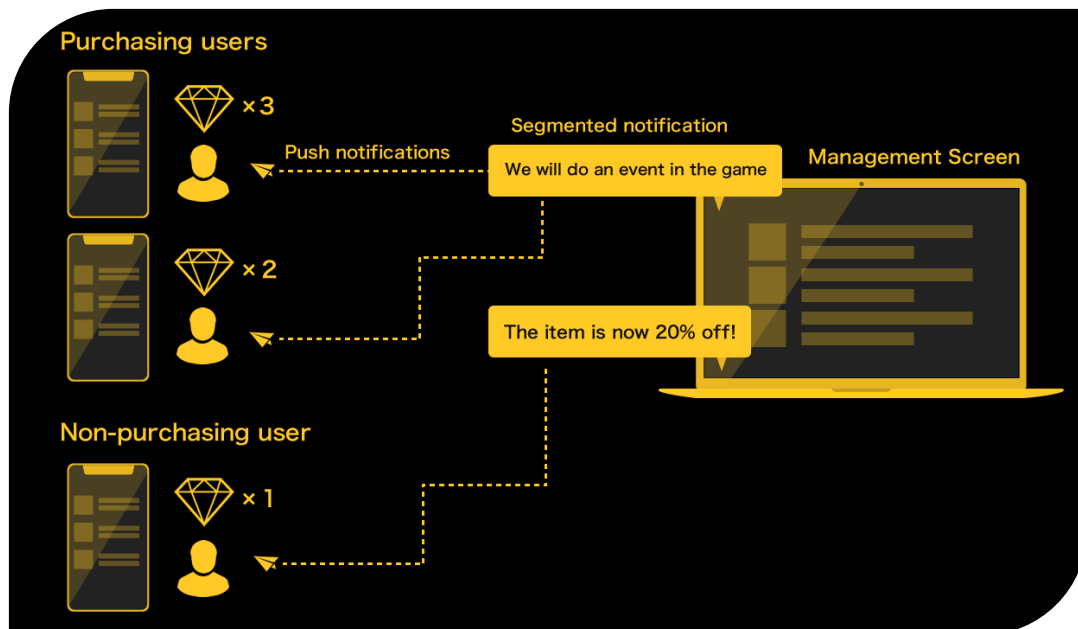 Purchasing users
×3
Push notifications
Segmented notification
We will do an event in the game
Management Screen
× 2
The item is now 20% off!
Non-purchasing user
× 1